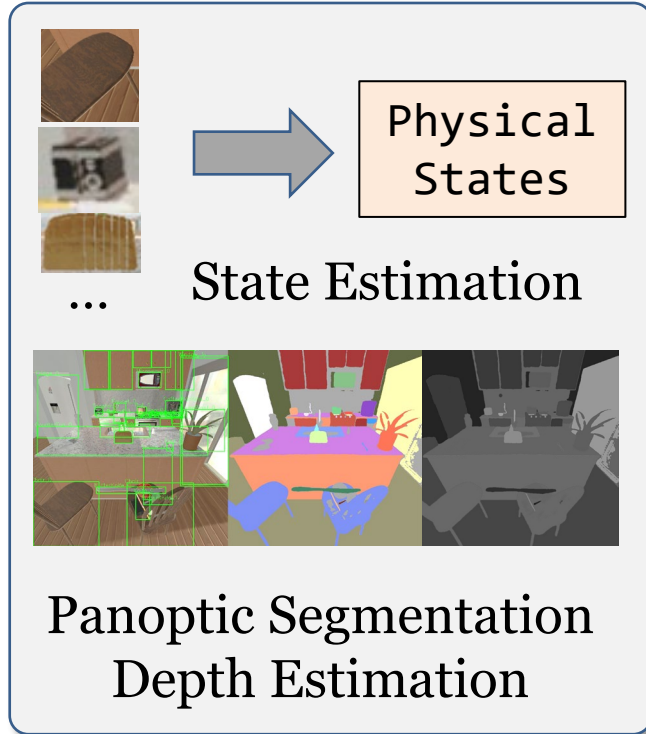 Physical
States
...
State Estimation
Panoptic Segmentation
Depth Estimation